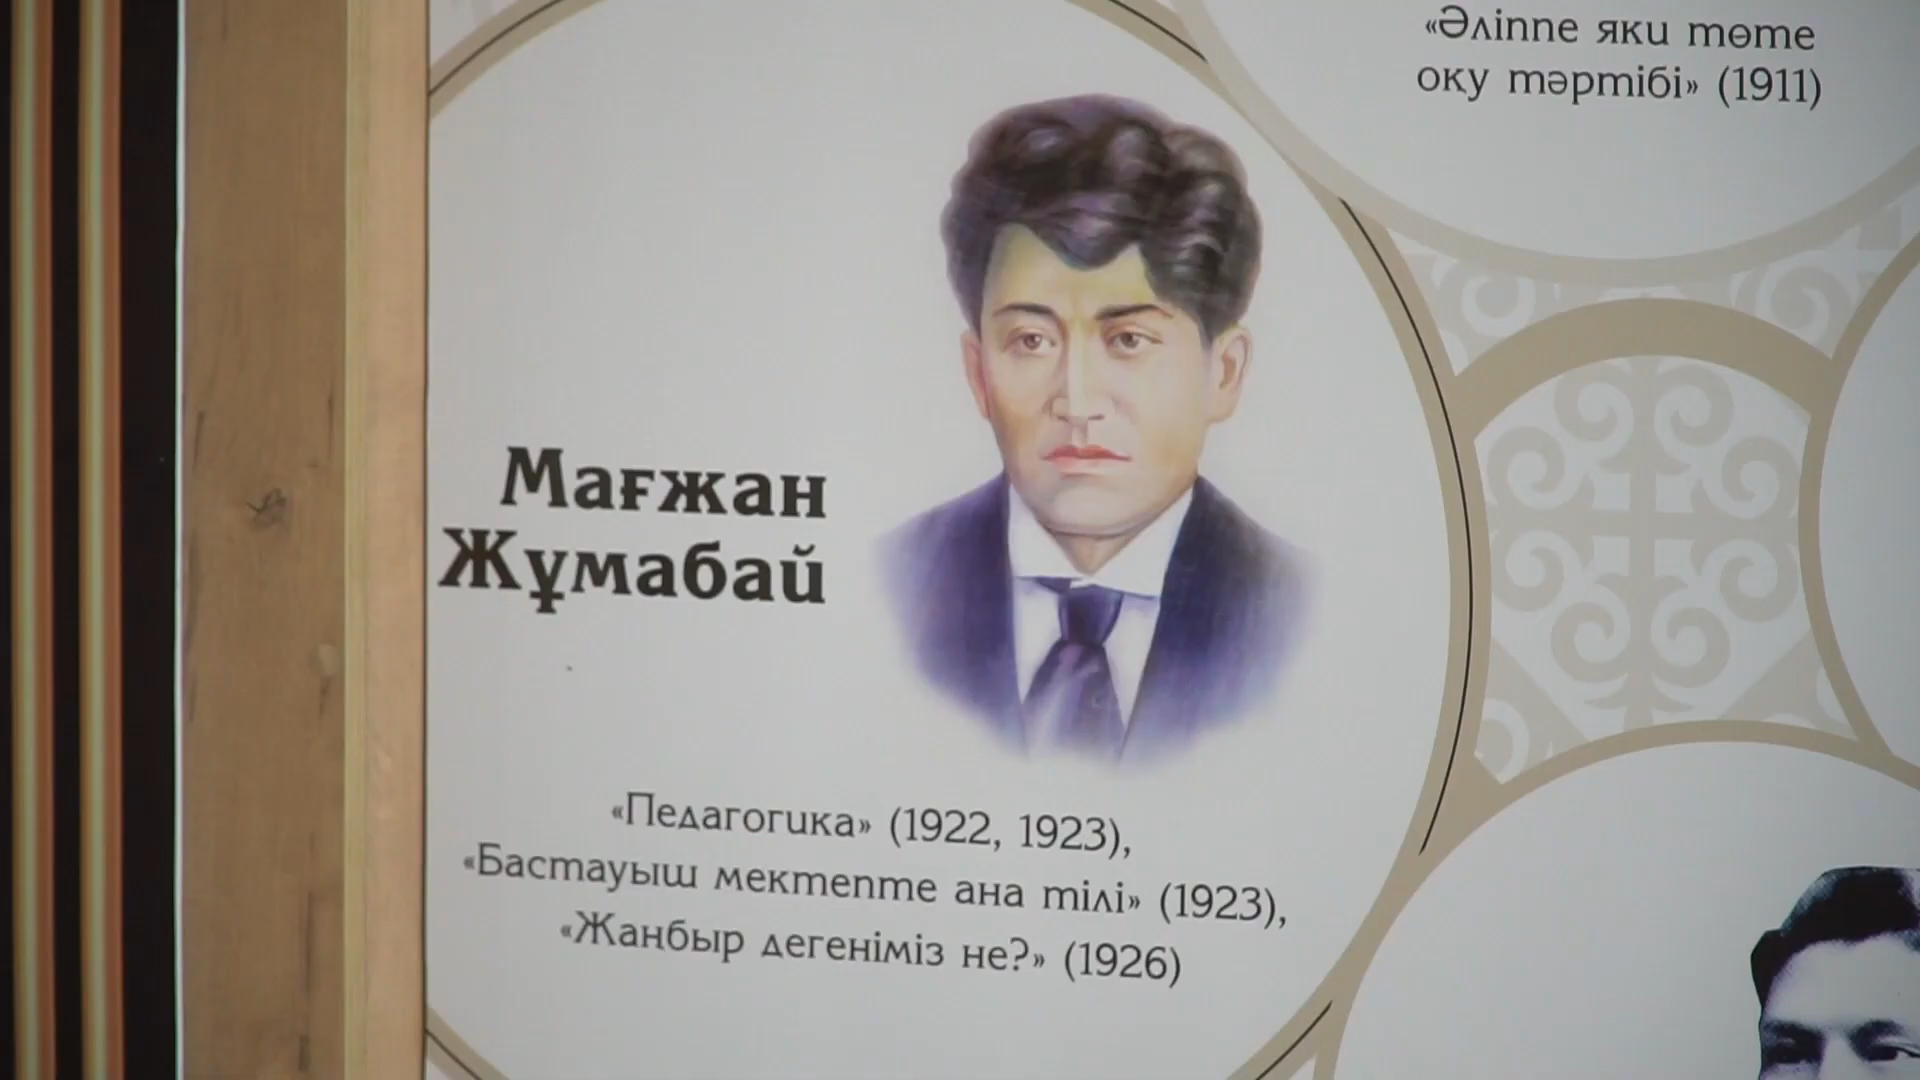 «Әліппе яки төте
оқу тәртібі» (1911)
Мағжан
Жұмабай
«Педагогика» (1922, 1923),
«Бастауыш мектепте ана тілі» (1923),
«Жанбыр дегеніміз не?» (1926)